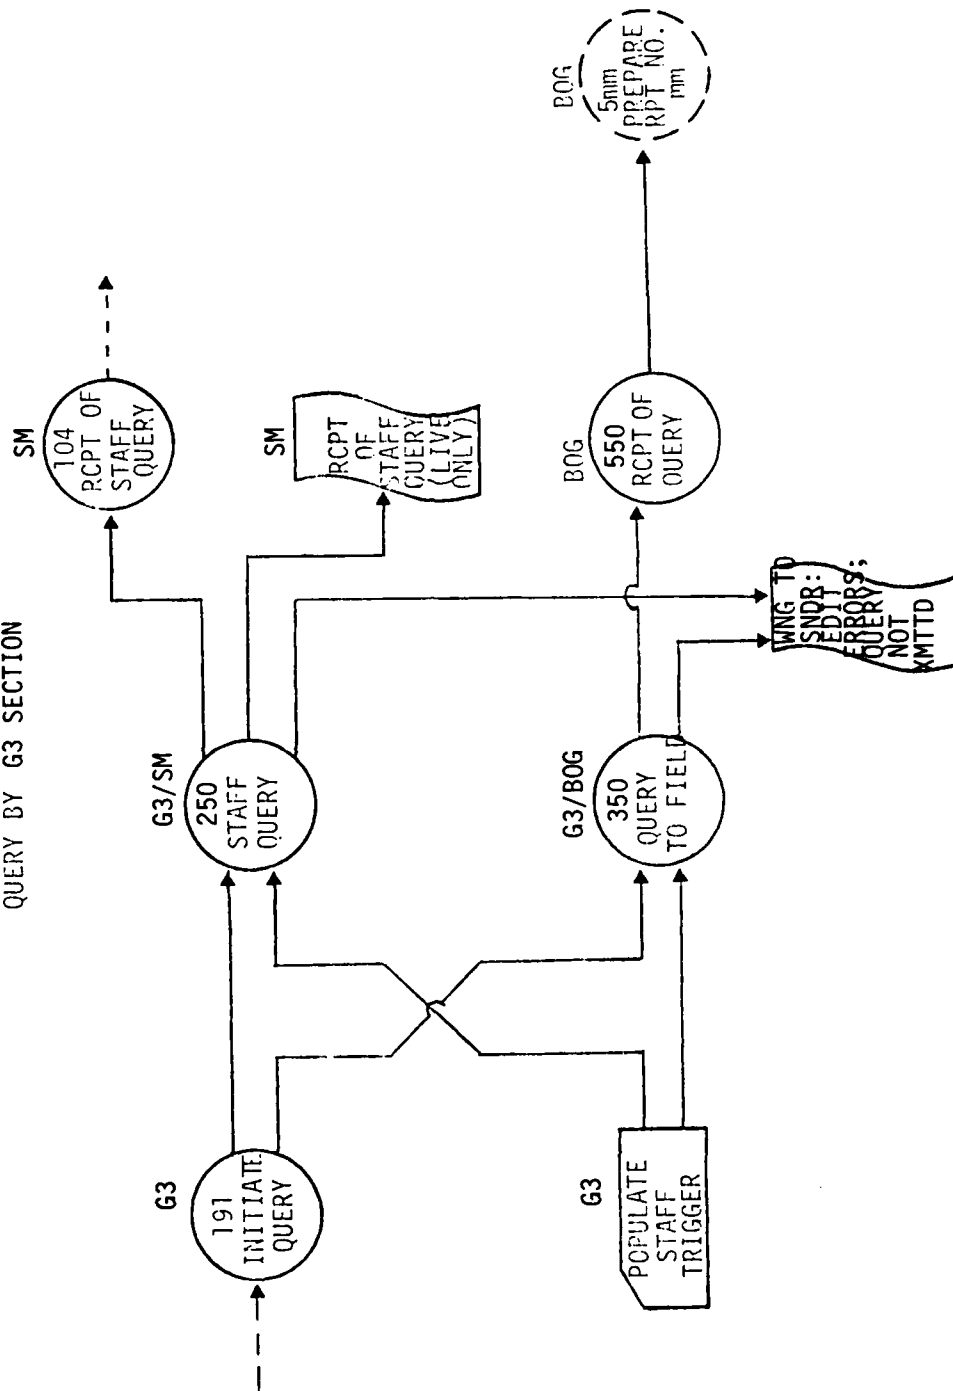 QUERY BY G3 SECTION
G3
191
INITIATE
QUERY
G3
POPULATE
STAFF
TRIGGER
G3/SM
250
STAFF
QUERY
G3/BOG
350
QUERY
TO FIELD
SM
104
RCPT OF
STAFF
QUERY
SM
RCPT
OF
STAFF
QUERY
(LIVE
ONLY)
WNG TO
SNDR:
EDIT
ERRORS;
QUERY
NOT
XMTTD
BOG
550
RCPT OF
QUERY
BOG
5mm
PREPARE
RPT NO.
mm